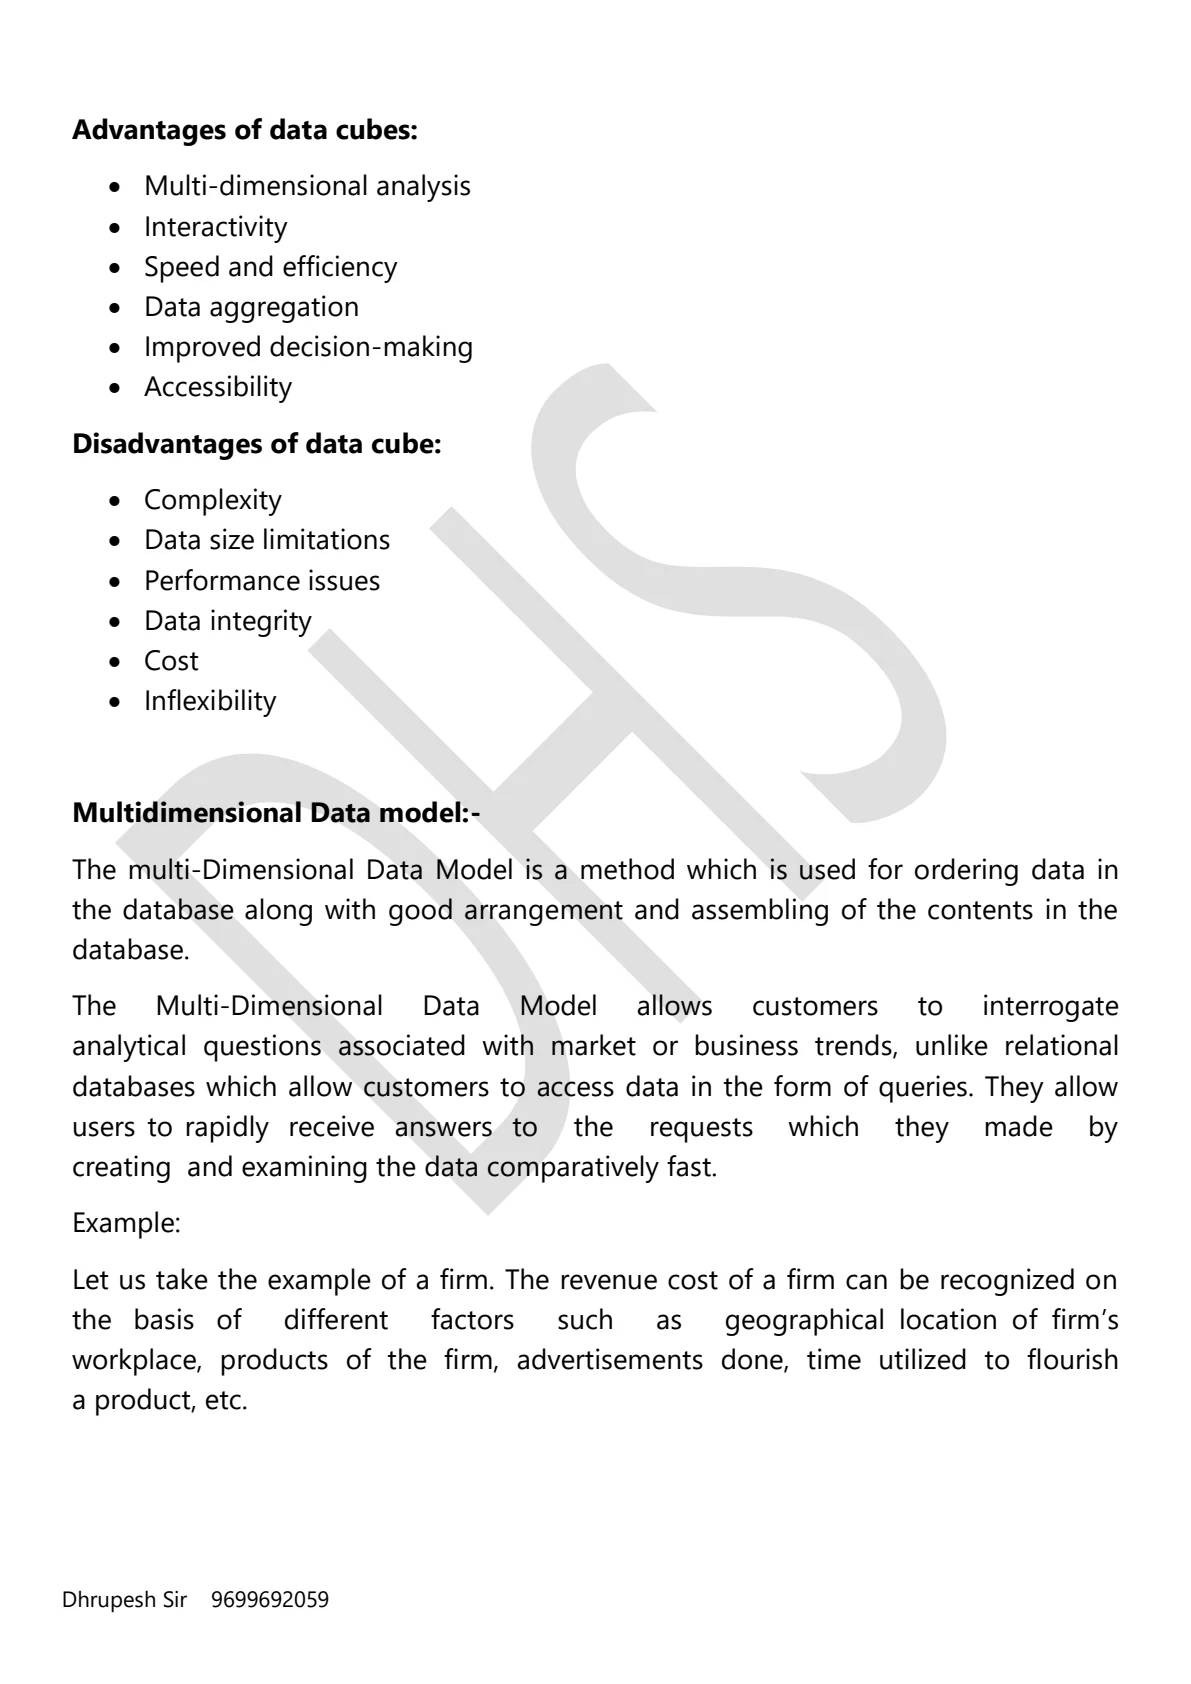 Advantages of data cubes:
• Multi-dimensional analysis
• Interactivity
• Speed and efficiency
• Data aggregation
• Improved decision-making
• Accessibility
Disadvantages of data cube:
• Complexity
• Data size limitations
• Performance issues
• Data integrity
• Cost
• Inflexibility
Multidimensional Data model:-
The multi-Dimensional Data Model is a method which is used for ordering data in
the database along with good arrangement and assembling of the contents in the
database.
The Multi-Dimensional Data Model allows customers to interrogate
analytical questions associated with market or business trends, unlike relational
databases which allow customers to access data in the form of queries. They allow
users to rapidly receive answers to the requests which they made by
creating and examining the data comparatively fast.
Example:
Let us take the example of a firm. The revenue cost of a firm can be recognized on
the basis of different factors such as geographical location of firm’s
workplace, products of the firm, advertisements done, time utilized to flourish
a product, etc.
DHS
Dhrupesh Sir 9699692059